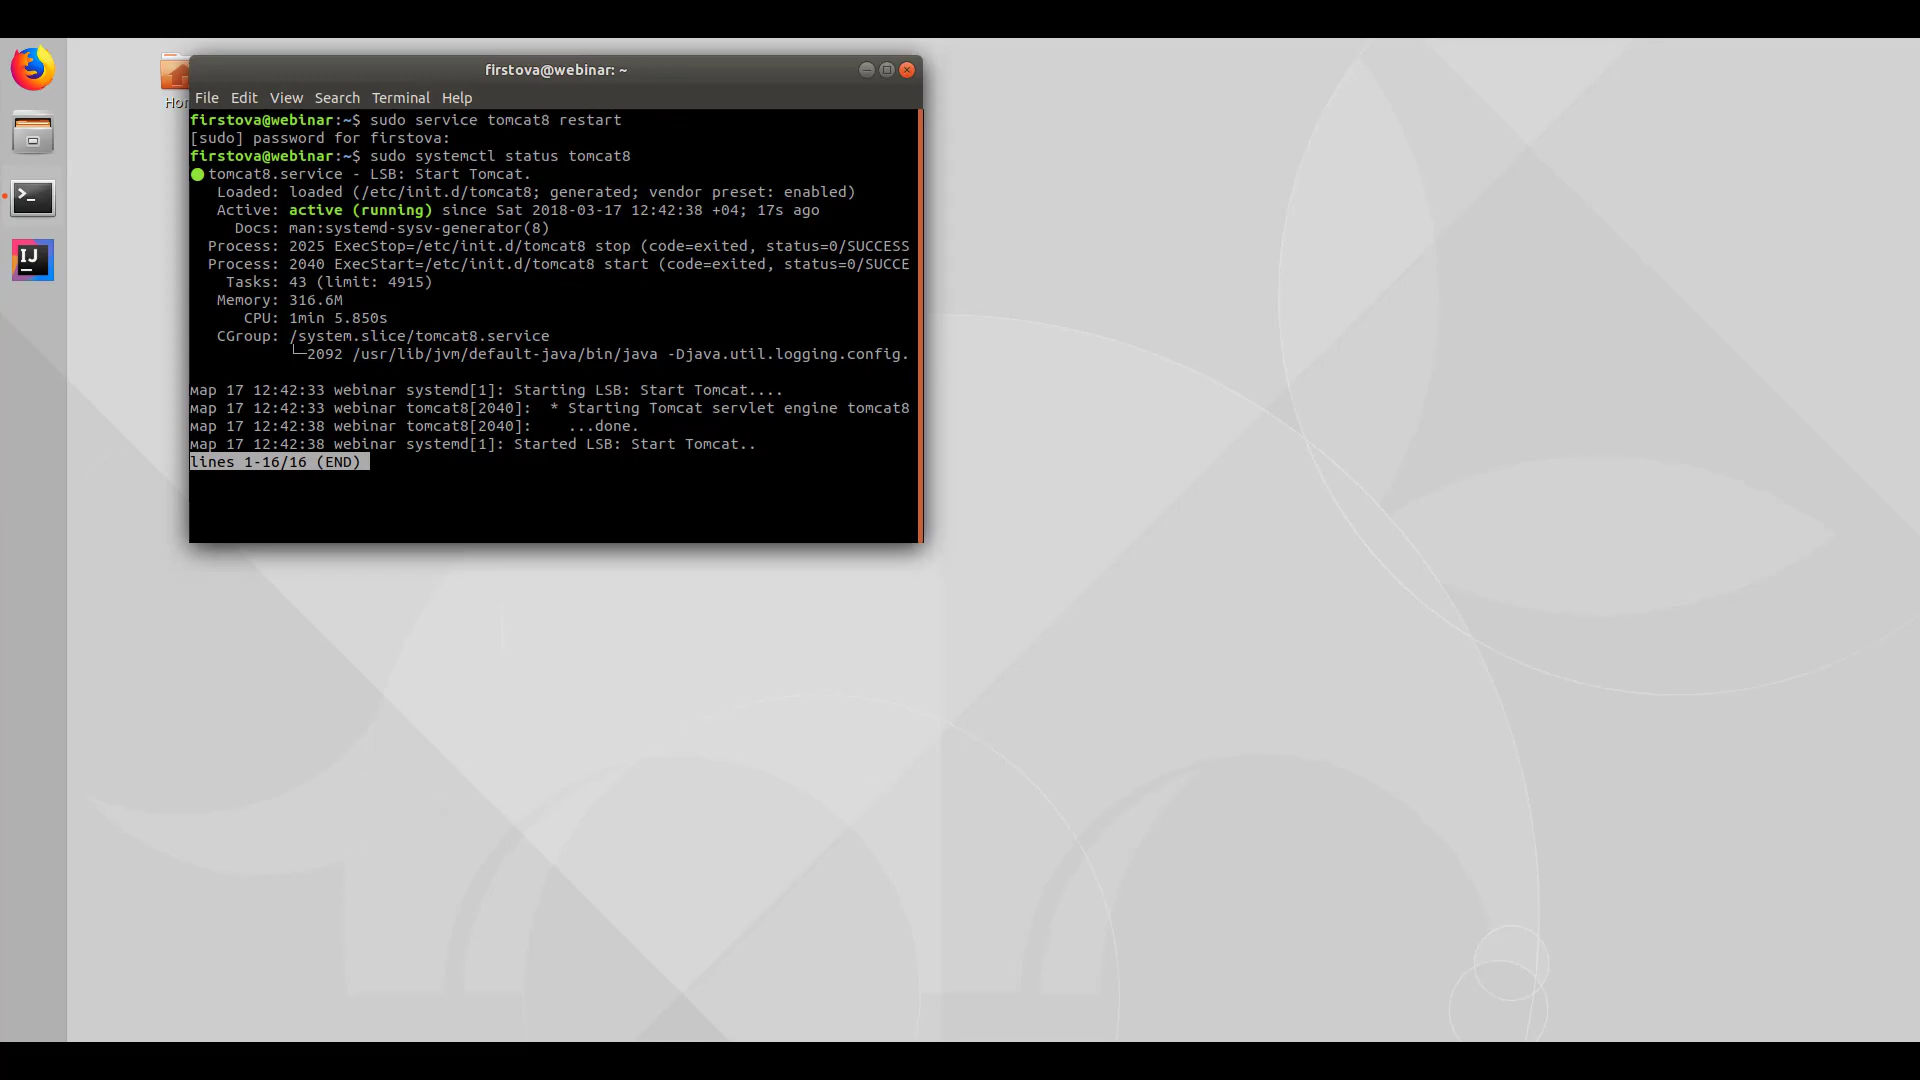 Hor
firstova@webinar: ~
File Edit View Search Terminal Help
firstova@webinar:~$ sudo service tomcat8 restart
[sudo] password for firstova:
firstova@webinar:~$ sudo systemctl status tomcat8
● tomcat8.service - LSB: Start Tomcat.
Loaded: loaded (/etc/init.d/tomcat8; generated; vendor preset: enabled)
Active: active (running) since Sat 2018-03-17 12:42:38 +04; 17s ago
Docs: man:systemd-sysv-generator(8)
Process: 2025 ExecStop=/etc/init.d/tomcat8 stop (code=exited, status=0/SUCCESS
Process: 2040 ExecStart=/etc/init.d/tomcat8 start (code=exited, status=0/SUCCE
Tasks: 43 (limit: 4915)
Memory: 316.6M
CPU: 1min 5.850s
CGroup: /system.slice/tomcat8.service
└─2092 /usr/lib/jvm/default-java/bin/java -Djava.util.logging.config.
мар 17 12:42:33 webinar systemd[1]: Starting LSB: Start Tomcat....
мар 17 12:42:33 webinar tomcat8[2040]:  * Starting Tomcat servlet engine tomcat8
мар 17 12:42:38 webinar tomcat8[2040]:    ...done.
мар 17 12:42:38 webinar systemd[1]: Started LSB: Start Tomcat..
lines 1-16/16 (END)
>_
IJ